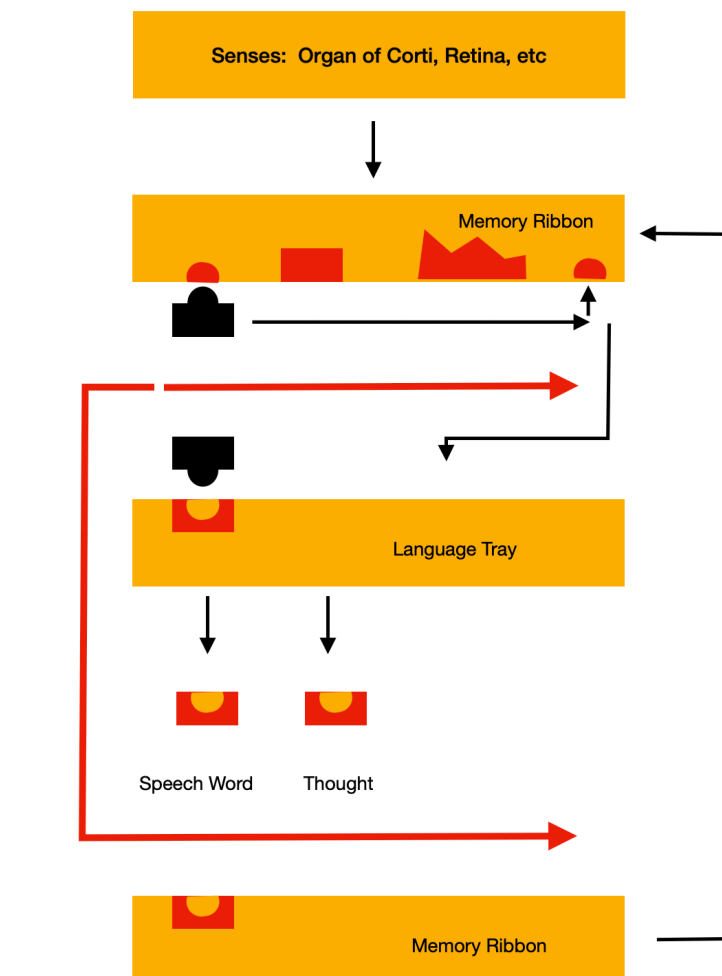 Senses:  Organ of Corti, Retina, etc
Memory Ribbon
Language Tray
Speech Word
Thought
Memory Ribbon